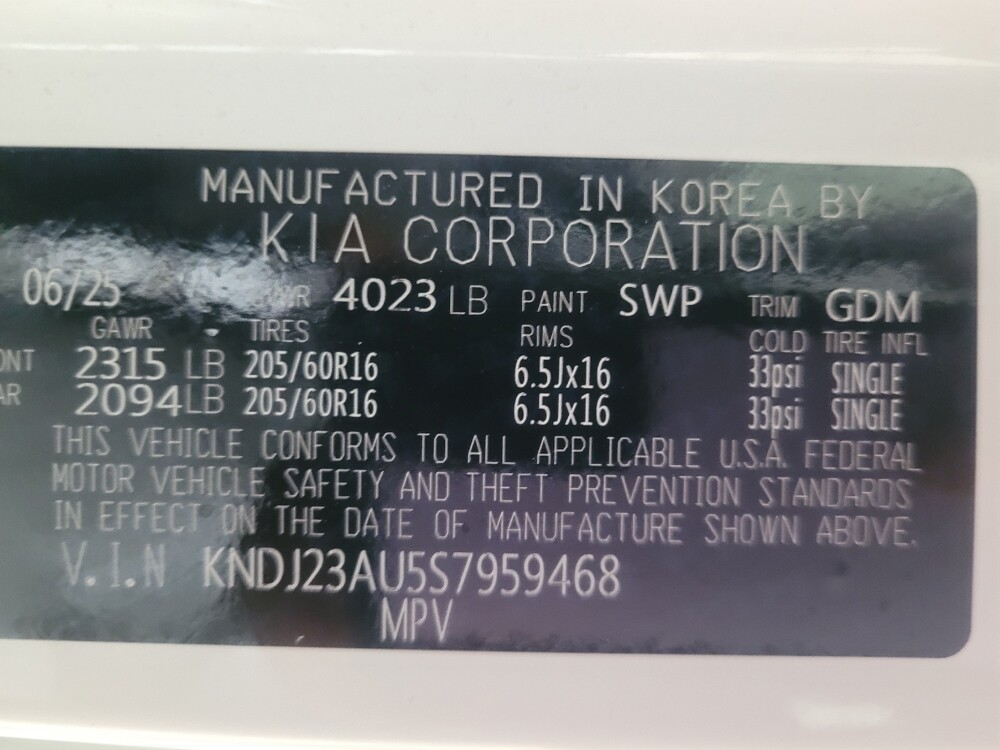 MANUFACTURED IN KOREA BY
KIA CORPORATION
06/25 4023 LB PAINT SWP TRIM GDM
GAWR TIRES RIMS COLD TIRE INFL
2315 LB 205/60R16 6.5Jx16 33psi SINGLE
2094 LB 205/60R16 6.5Jx16 33psi SINGLE
THIS VEHICLE CONFORMS TO ALL APPLICABLE U.S.A. FEDERAL
MOTOR VEHICLE SAFETY AND THEFT PREVENTION STANDARDS
IN EFFECT ON THE DATE OF MANUFACTURE SHOWN ABOVE.
V.I.N KNDJ23AU5S7959468
MPV